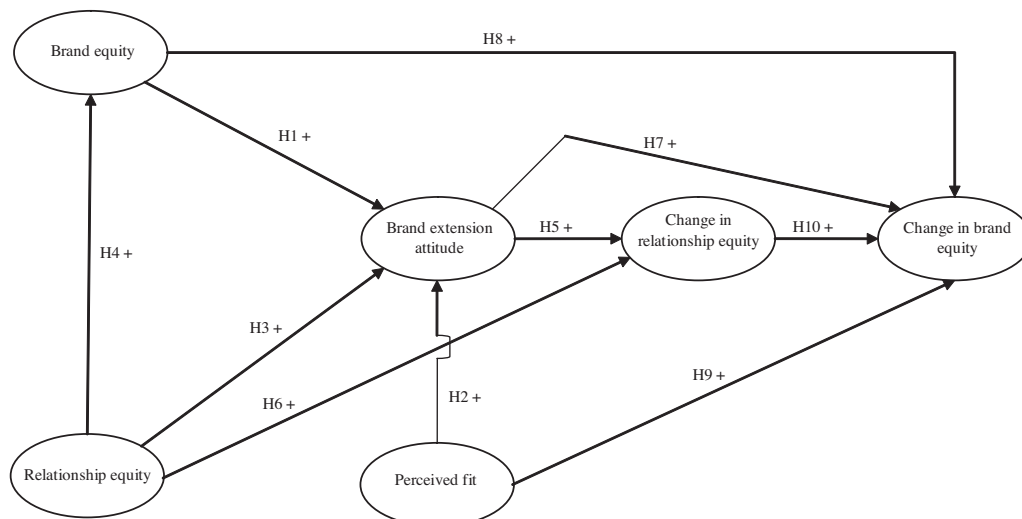 H8 +
Brand equity
H1 +
H7 +
Brand extension
attitude
H5 +
Change in
relationship equity
H10 +
Change in brand
equity
H4 +
H3 +
H6 +
H2 +
H9 +
Relationship equity
Perceived fit